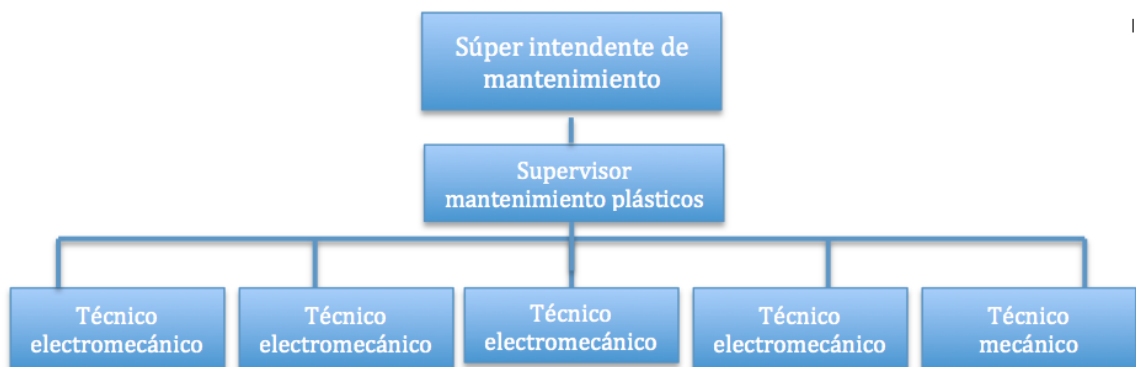 Súper intendente de
mantenimiento
Supervisor
mantenimiento plásticos
Técnico
electromecánico
Técnico
electromecánico
Técnico
electromecánico
Técnico
electromecánico
Técnico
mecánico